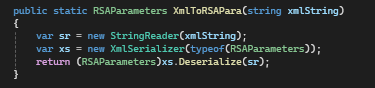 public static RSAParameters XmlToRSAPara(string xmlString)
{
var sr = new StringReader(xmlString);
var xs = new XmlSerializer(typeof(RSAParameters));
return (RSAParameters)xs.Deserialize(sr);
}